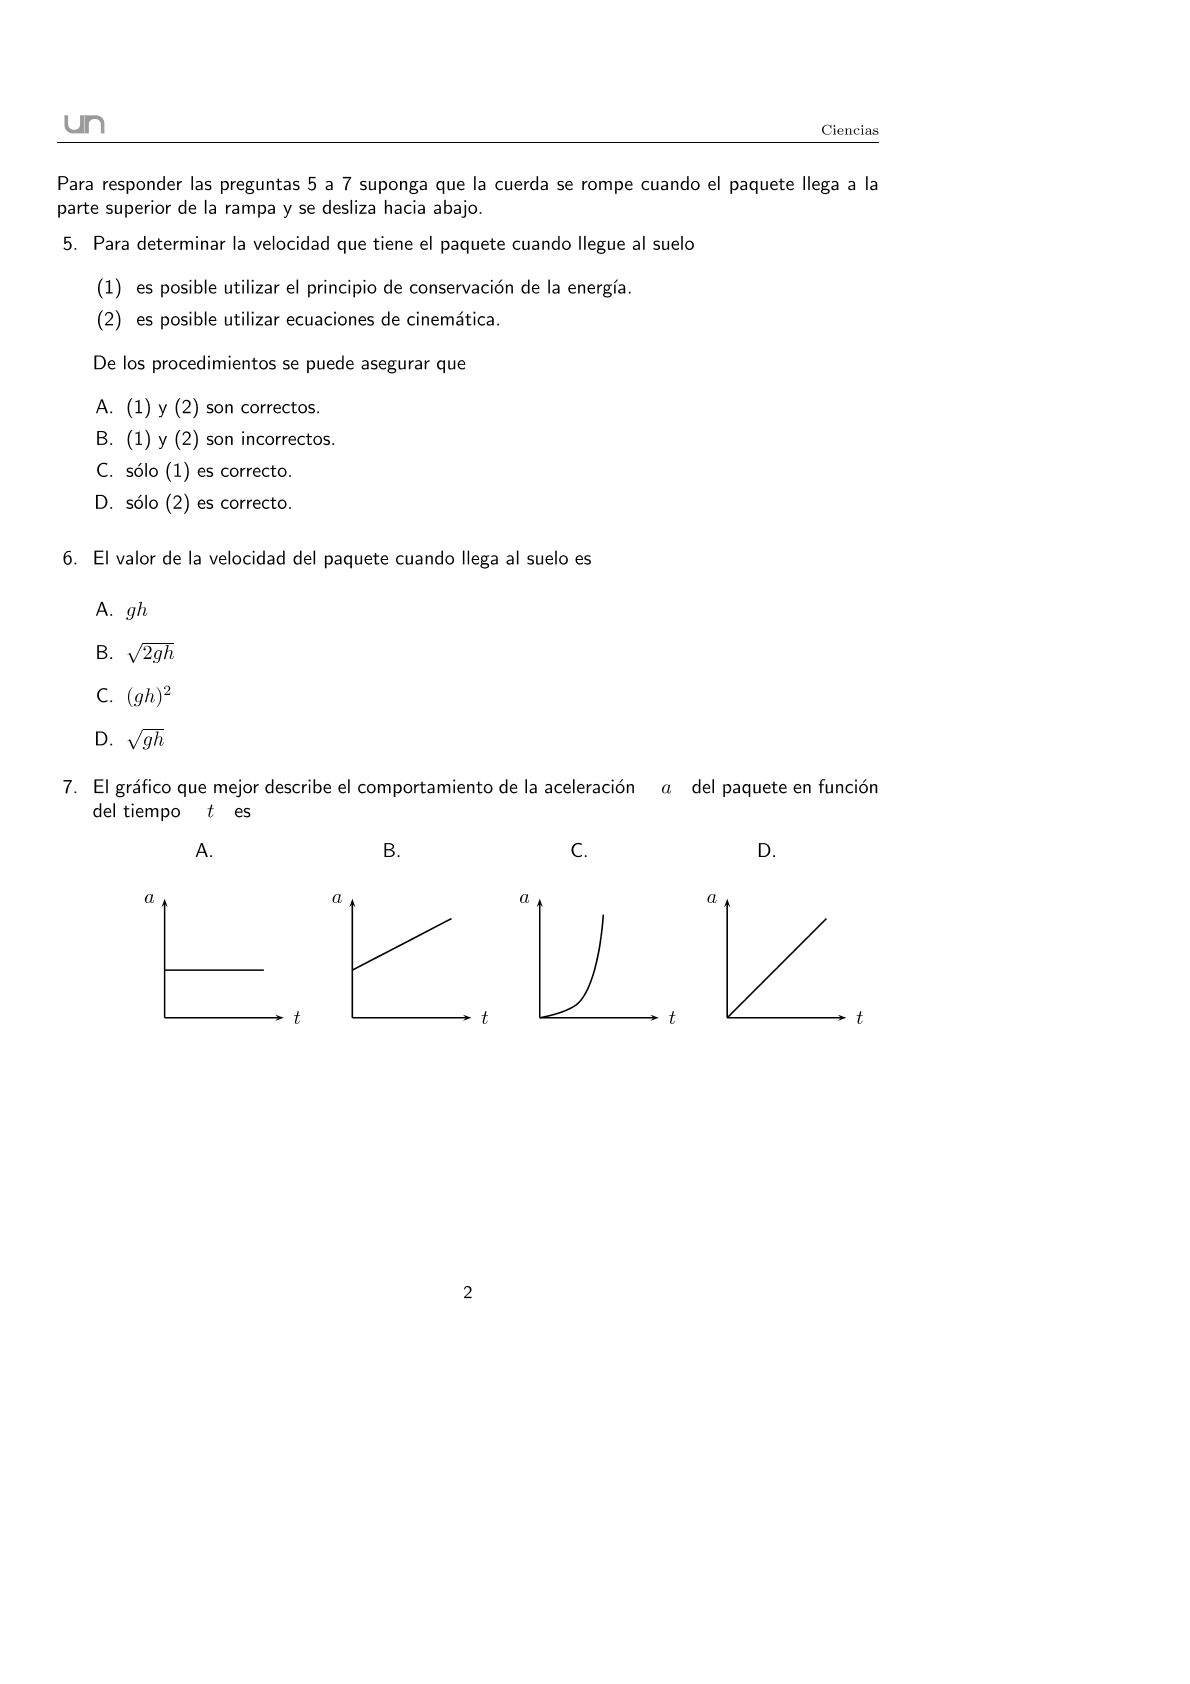 un
Ciencias
Para responder las preguntas 5 a 7 suponga que la cuerda se rompe cuando el paquete llega a la
parte superior de la rampa y se desliza hacia abajo.
5. Para determinar la velocidad que tiene el paquete cuando llegue al suelo
(1) es posible utilizar el principio de conservación de la energía.
(2) es posible utilizar ecuaciones de cinemática.
De los procedimientos se puede asegurar que
A. (1) y (2) son correctos.
B. (1) y (2) son incorrectos.
C. sólo (1) es correcto.
D. sólo (2) es correcto.
6. El valor de la velocidad del paquete cuando llega al suelo es
A. gh
B. √2gh
C. (gh)²
D. √gh
7. El gráfico que mejor describe el comportamiento de la aceleración a del paquete en función
del tiempo t es
A. B. C. D.
a a a a
t t t t
2